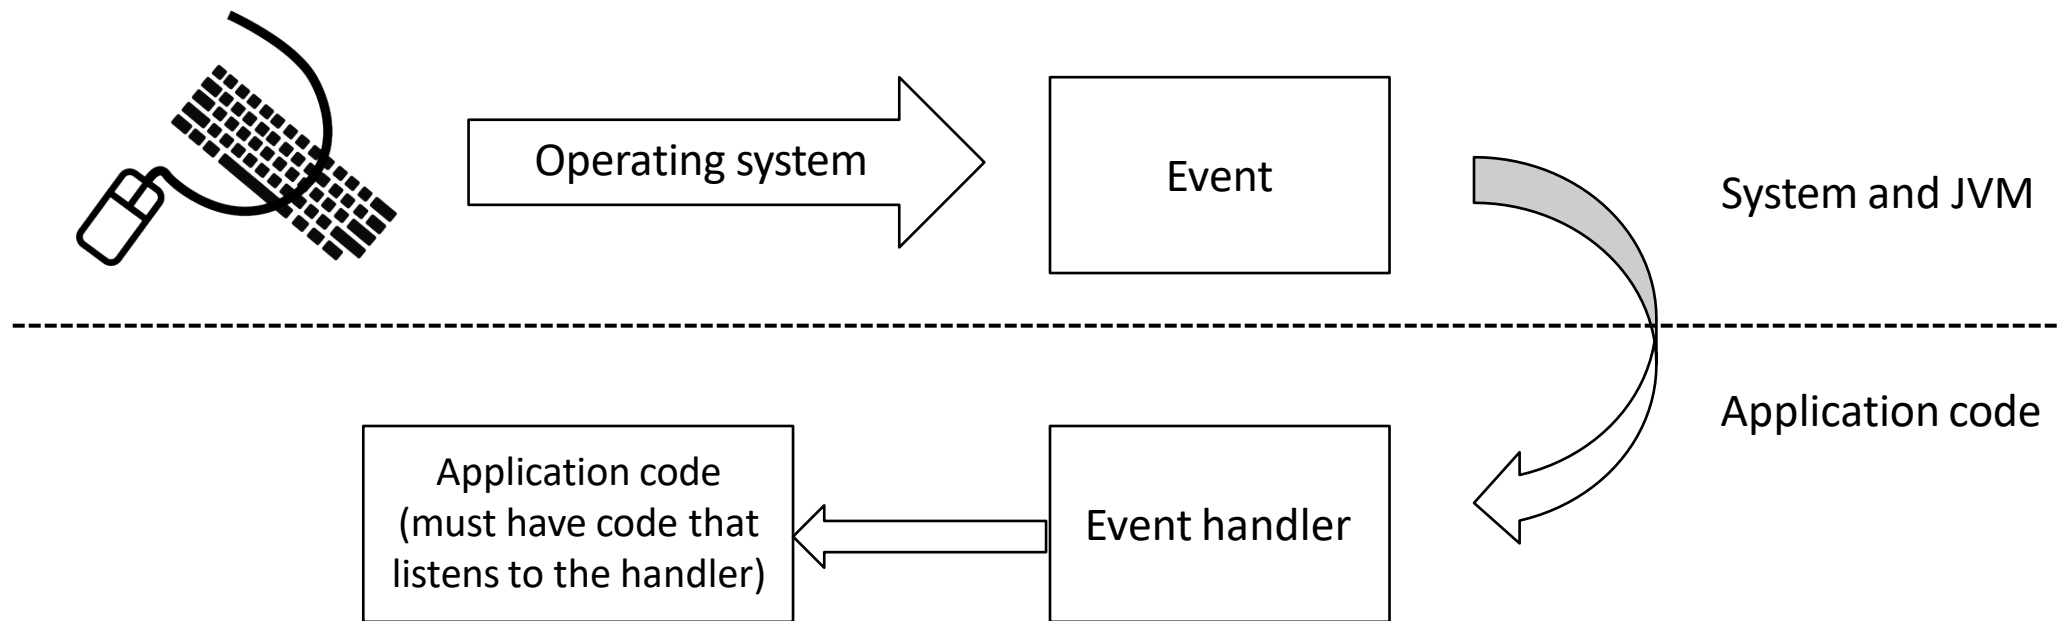 Operating system
Event
System and JVM
Application code
Application code
(must have code that
listens to the handler)
Event handler